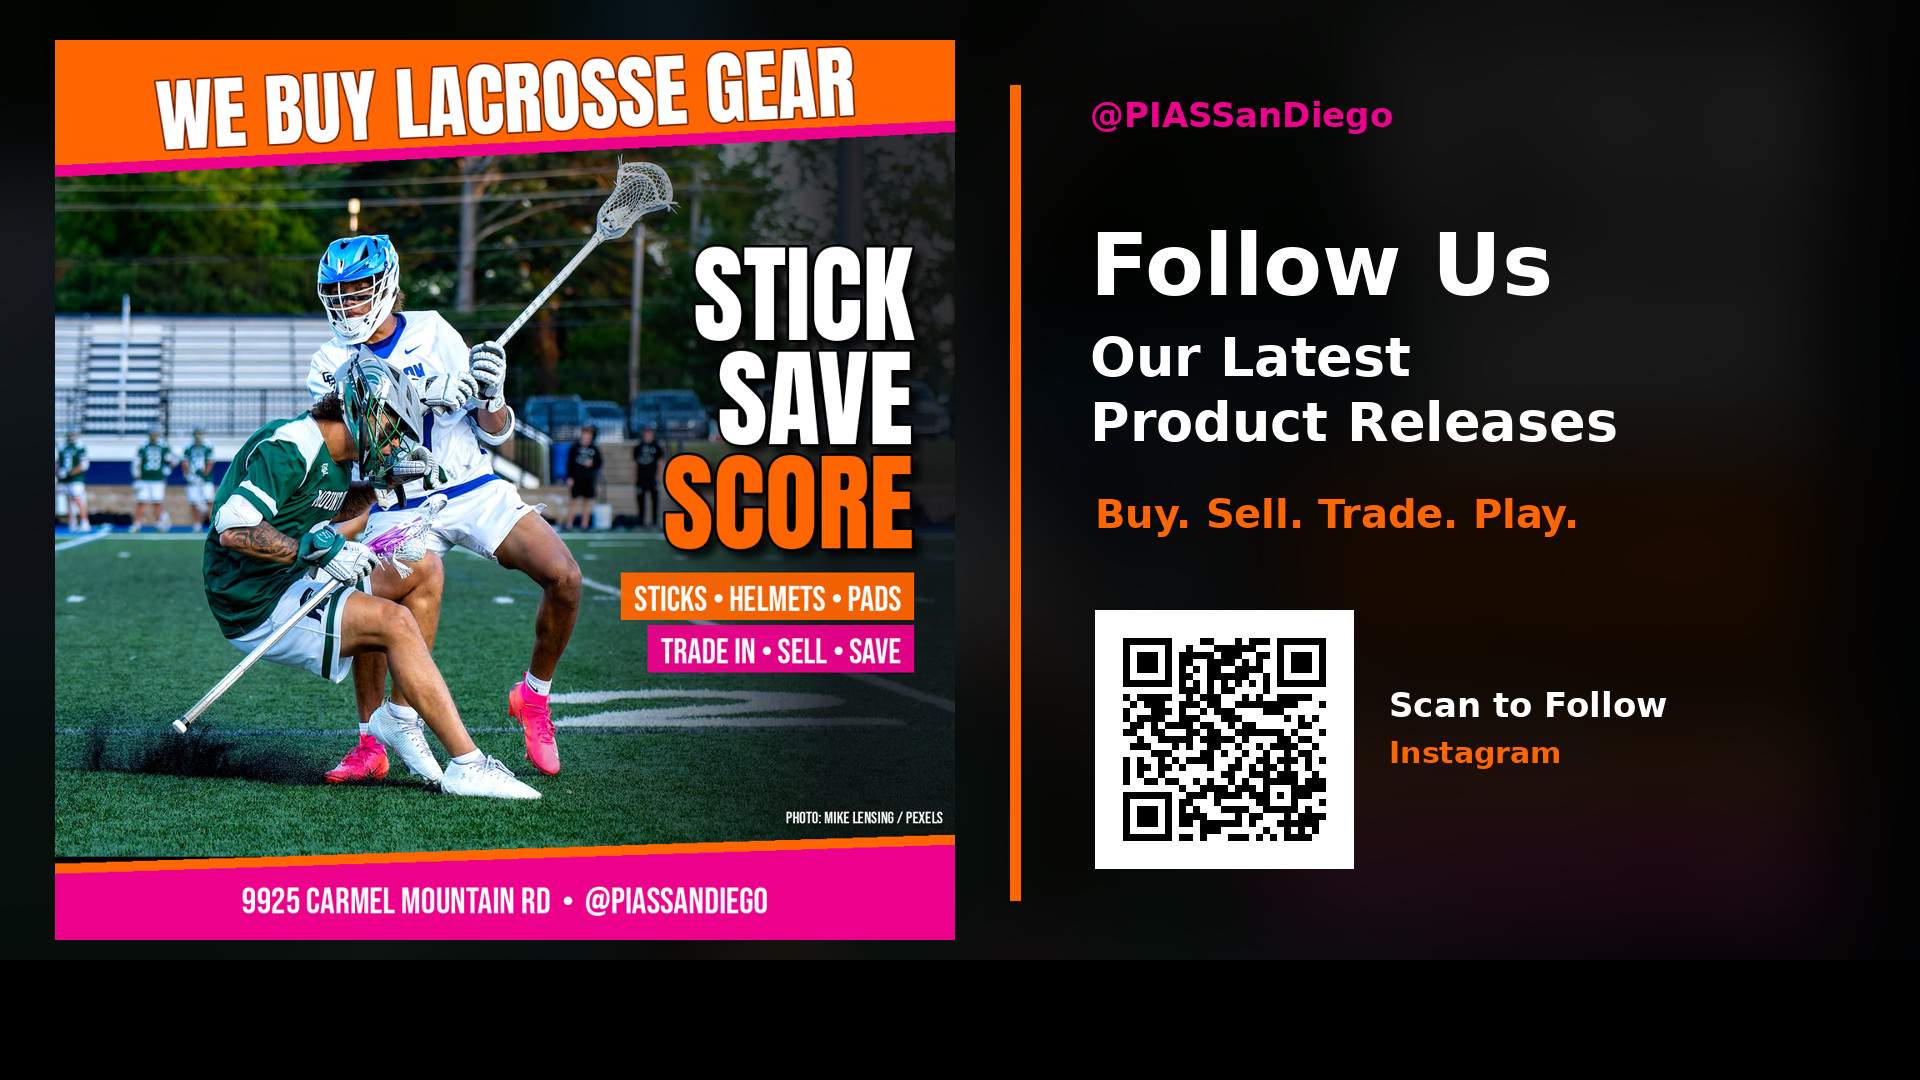 WE BUY LACROSSE GEAR
STICK
SAVE
SCORE
STICKS • HELMETS • PADS
TRADE IN • SELL • SAVE
PHOTO: MIKE LENSING / PEXELS
9925 CARMEL MOUNTAIN RD • @PIASSANDIEGO
@PIASSanDiego
Follow Us
Our Latest
Product Releases
Buy. Sell. Trade. Play.
Scan to Follow
Instagram